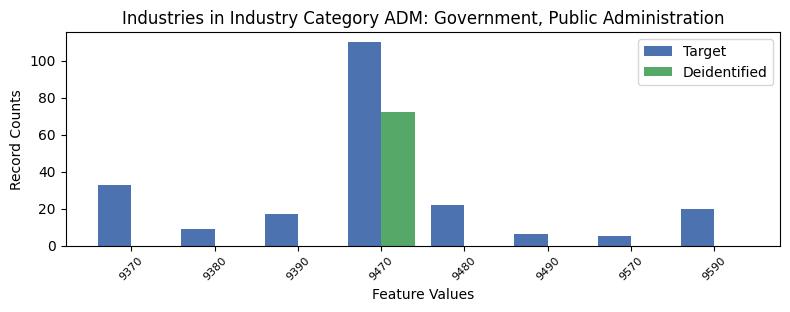 Industries in Industry Category ADM: Government, Public Administration
Target
Deidentified
Record Counts
100
80
60
40
20
0
9370 9380 9390 9470 9480 9490 9570 9590
Feature Values